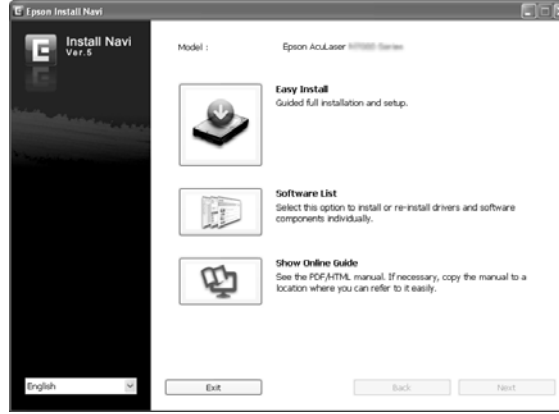 Epson Install Navi
Install Navi
Ver.5
Model :
Epson AcuLaser
Easy Install
Guided full installation and setup.
Software List
Select this option to install or re-install drivers and software
components individually.
Show Online Guide
See the PDF/HTML manual. If necessary, copy the manual to a
location where you can refer to it easily.
English
Exit
Back
Next